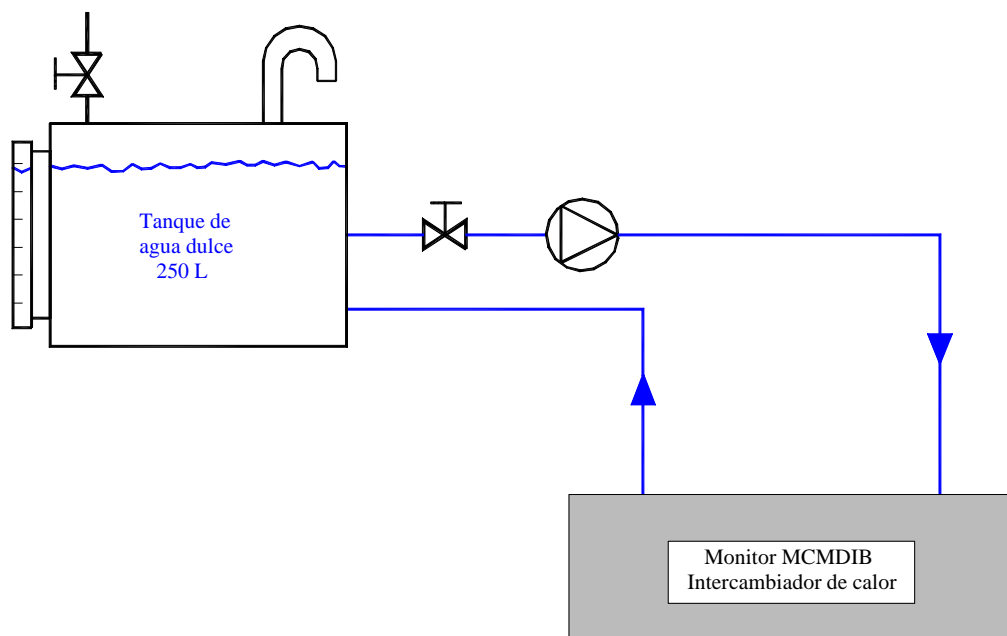 Tanque de
agua dulce
250 L
Monitor MCMDIB
Intercambiador de calor